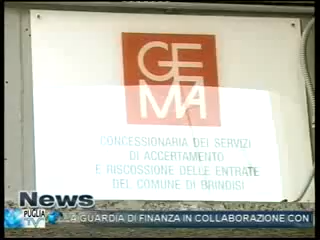 GE
MA
CONCESSIONARIA DEI SERVIZI
DI ACCERTAMENTO
E RISCOSSIONE DELLE ENTRATE
DEL COMUNE DI BRINDISI
News
PUGLIA
TV
LA GUARDIA DI FINANZA IN COLLABORAZIONE CON